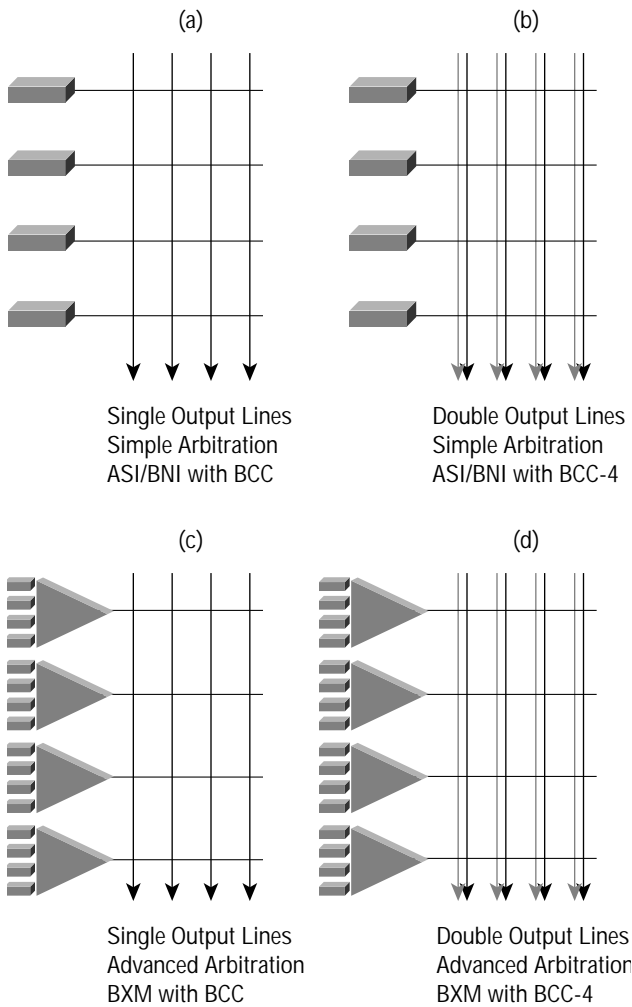 (a)
(b)
Single Output Lines
Simple Arbitration
ASI/BNI with BCC
Double Output Lines
Simple Arbitration
ASI/BNI with BCC-4
(c)
(d)
Single Output Lines
Advanced Arbitration
BXM with BCC
Double Output Lines
Advanced Arbitration
BXM with BCC-4